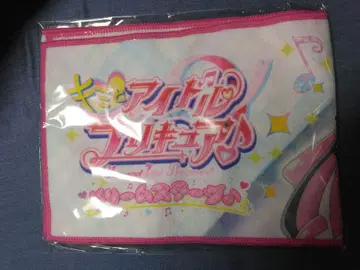 キミと
アイドル
プリキュア♪
ドリームステージ♪